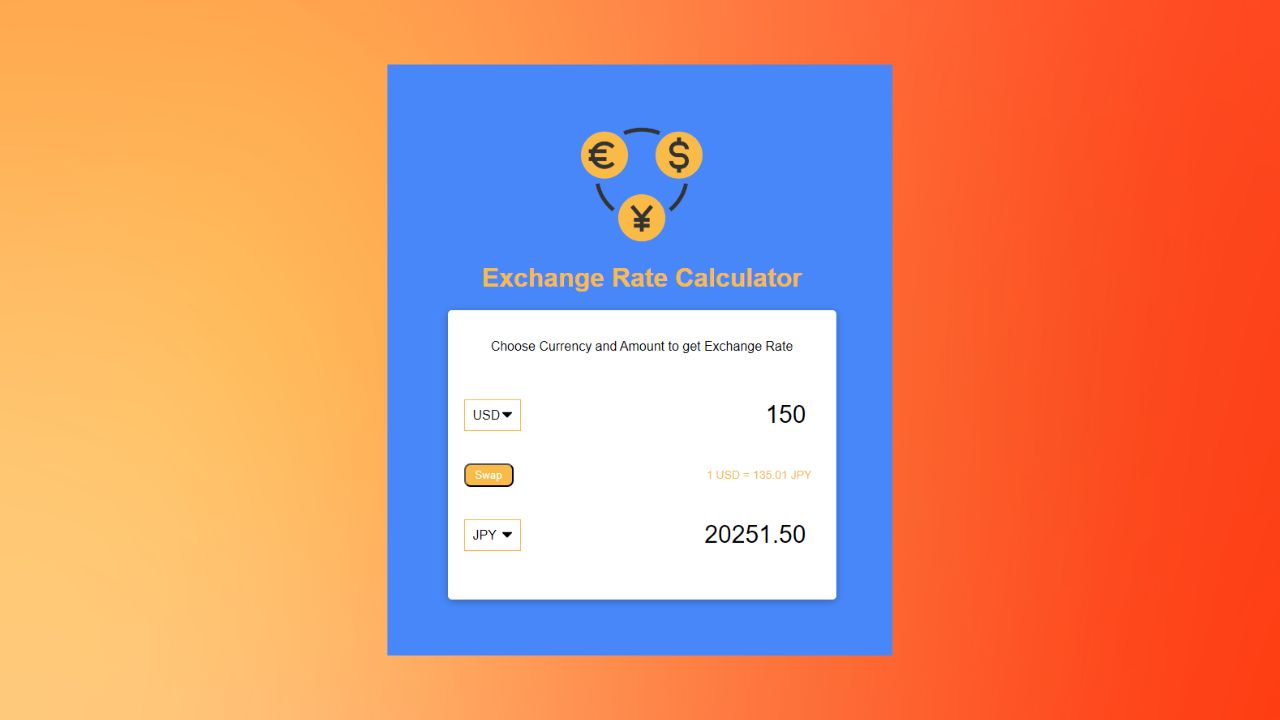 € $
¥
Exchange Rate Calculator
Choose Currency and Amount to get Exchange Rate
USD 150
Swap 1 USD = 135.01 JPY
JPY 20251.50